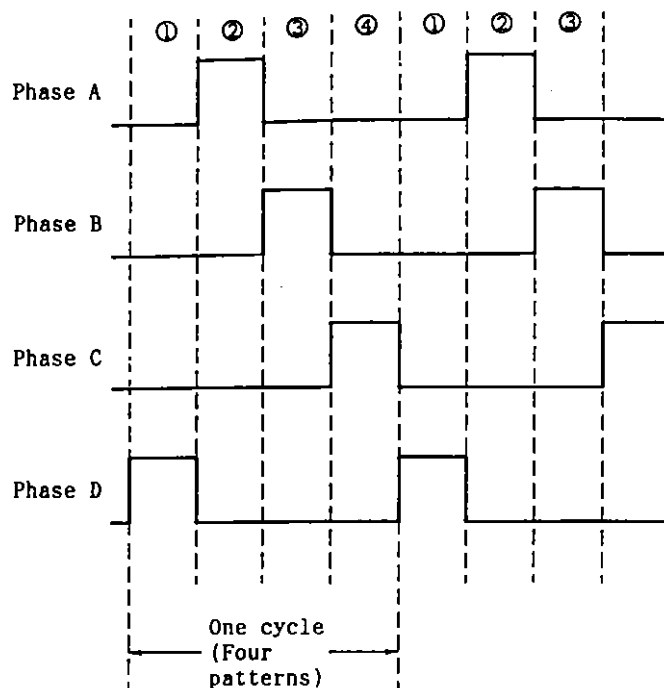 ① ② ③ ④ ① ② ③
Phase A
Phase B
Phase C
Phase D
One cycle
(Four
patterns)